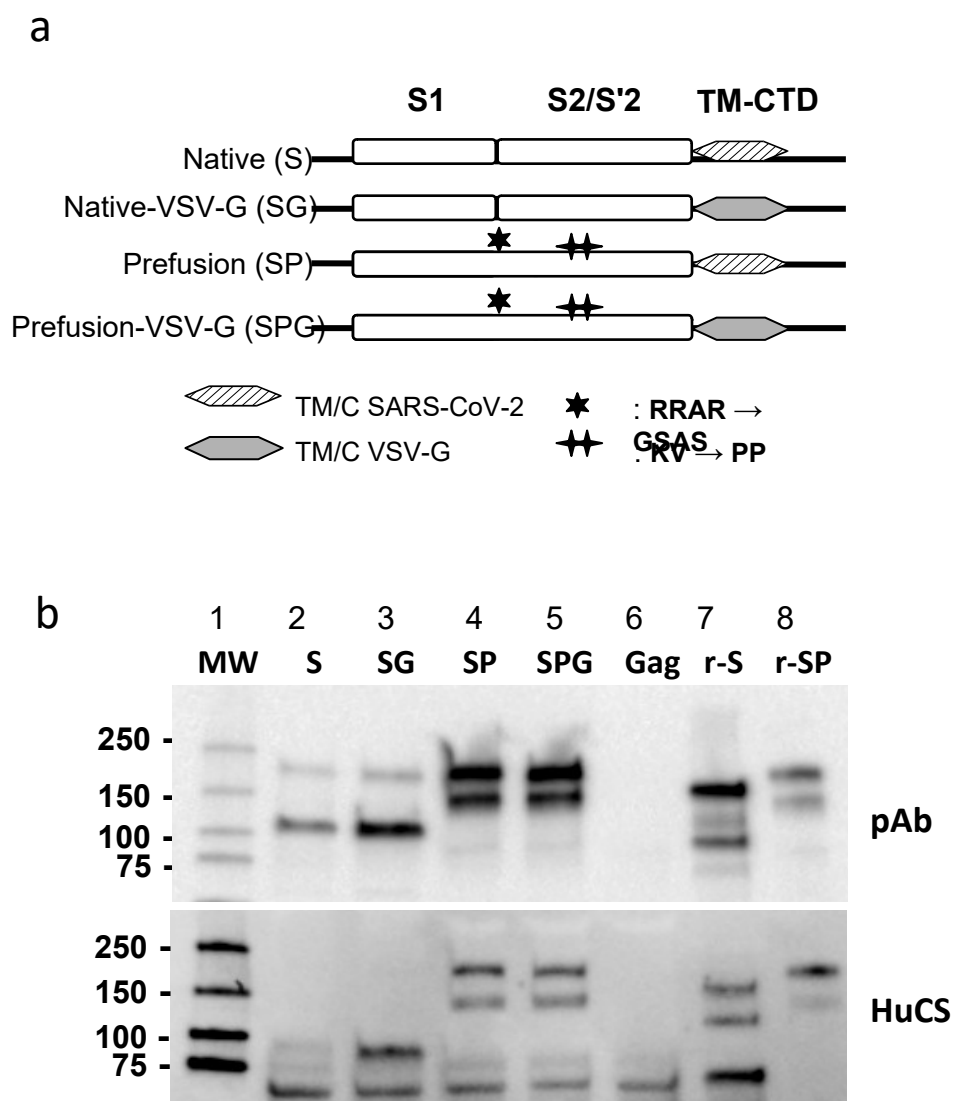 a
S1 S2/S'2 TM-CTD
Native (S)
Native-VSV-G (SG)
Prefusion (SP)
Prefusion-VSV-G (SPG)
TM/C SARS-CoV-2 : RRAR →
GSAS
TM/C VSV-G : KV → PP
b
1 2 3 4 5 6 7 8
MW S SG SP SPG Gag r-S r-SP
250 -
150 -
100 -
75 -
pAb
250 -
150 -
100 -
75 -
HuCS